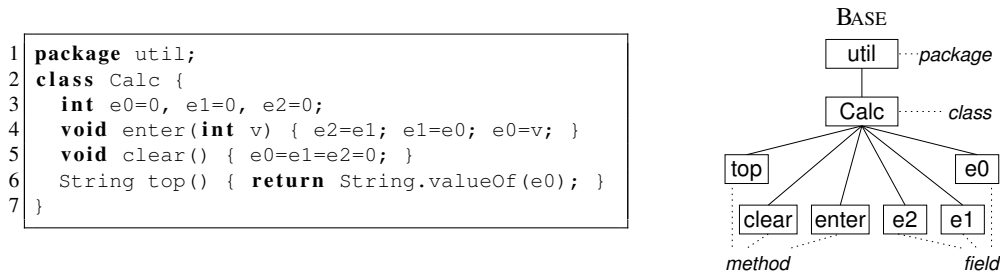 1 package util;
2 class Calc {
3 int e0=0, e1=0, e2=0;
4 void enter(int v) { e2=e1; e1=e0; e0=v; }
5 void clear() { e0=e1=e2=0; }
6 String top() { return String.valueOf(e0); }
7 }
BASE
util package
Calc class
top e0
clear enter e2 e1
method field